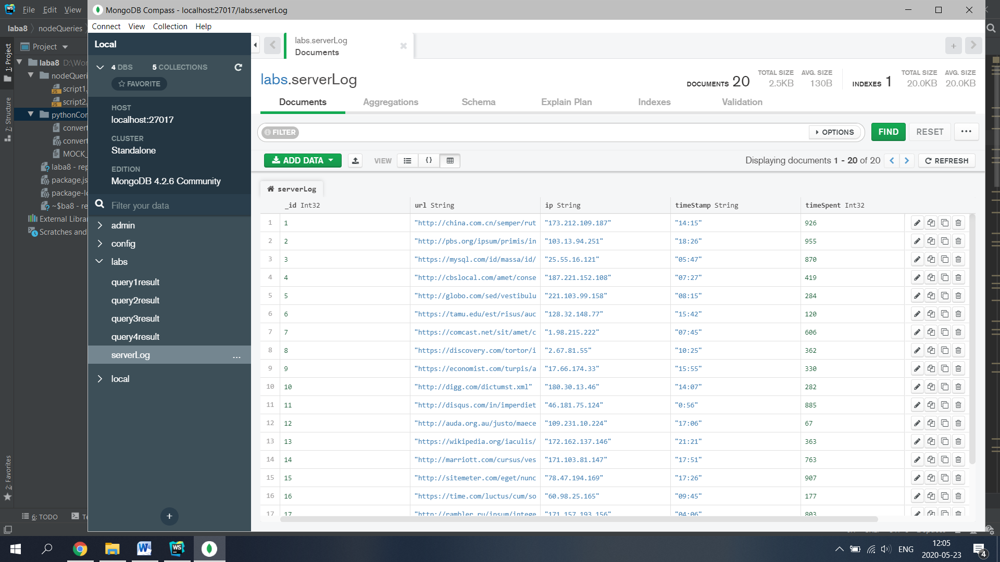 File Edit View
MongoDB Compass - localhost:27017/labs.serverLog
laba8 nodeQueries
Connect View Collection Help
Project
1: Project
7: Structure
2: Favorites
laba8 D:\Wor
nodeQueri
script1.
script2.
pythonCor
convert
convert
MOCK_
laba8 - rep
package.js
package-lo
~$ba8 - re
External Librar
Scratches and
6: TODO
Local
4 DBS 5 COLLECTIONS
FAVORITE
HOST
localhost:27017
CLUSTER
Standalone
EDITION
MongoDB 4.2.6 Community
Filter your data
admin
config
labs
query1result
query2result
query3result
query4result
serverLog ...
local
+
labs.serverLog
Documents
labs.serverLog
DOCUMENTS 20 TOTAL SIZE 2.5KB AVG. SIZE 130B INDEXES 1 TOTAL SIZE 20.0KB AVG. SIZE 20.0KB
Documents Aggregations Schema Explain Plan Indexes Validation
FILTER OPTIONS FIND RESET ...
ADD DATA VIEW {} Displaying documents 1 - 20 of 20 REFRESH
serverLog
_id Int32 url String ip String timeStamp String timeSpent Int32
1 1 "http://china.com.cn/semper/rut "173.212.109.187" "14:15" 926
2 2 "http://pbs.org/ipsum/primis/in "103.13.94.251" "18:26" 955
3 3 "https://mysql.com/id/massa/id/ "25.55.16.121" "05:47" 870
4 4 "http://cbslocal.com/amet/conse "187.221.152.108" "07:27" 419
5 5 "http://globo.com/sed/vestibulu "221.103.99.158" "08:15" 284
6 6 "https://tamu.edu/est/risus/auc "128.32.148.77" "15:42" 120
7 7 "https://comcast.net/sit/amet/c "1.98.215.222" "07:45" 606
8 8 "https://discovery.com/tortor/i "2.67.81.55" "10:25" 362
9 9 "https://economist.com/turpis/a "17.66.174.33" "15:55" 330
10 10 "http://digg.com/dictumst.xml" "180.30.13.46" "14:07" 282
11 11 "http://disqus.com/in/imperdiet "46.181.75.124" "0:56" 885
12 12 "http://auda.org.au/justo/maece "109.231.10.224" "17:06" 67
13 13 "https://wikipedia.org/iaculis/ "172.162.137.146" "21:21" 363
14 14 "http://marriott.com/cursus/ves "171.103.81.147" "17:51" 763
15 15 "http://sitemeter.com/eget/nunc "78.47.194.169" "17:26" 907
16 16 "https://time.com/luctus/cum/so "60.98.25.165" "09:45" 177
17 17 "http://rambler.ru/ipsum/intege "171.157.193.156" "04:06" 803
ENG
12:05
2020-05-23
4